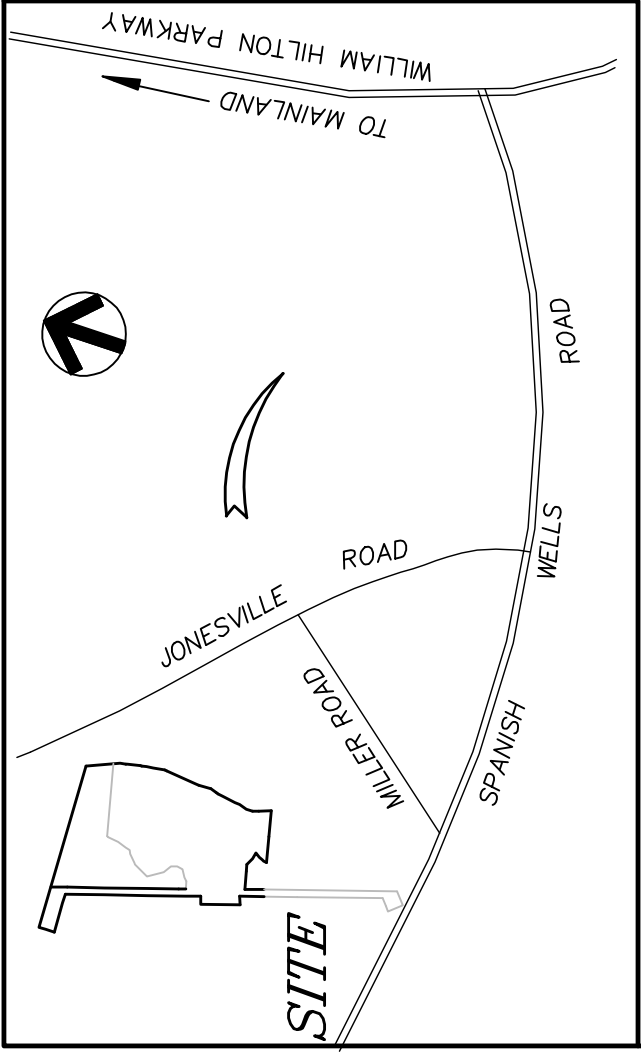 WILLIAM HILTON PARKWAY
TO MAINLAND
SPANISH WELLS ROAD
JONESVILLE ROAD
MILLER ROAD
SITE